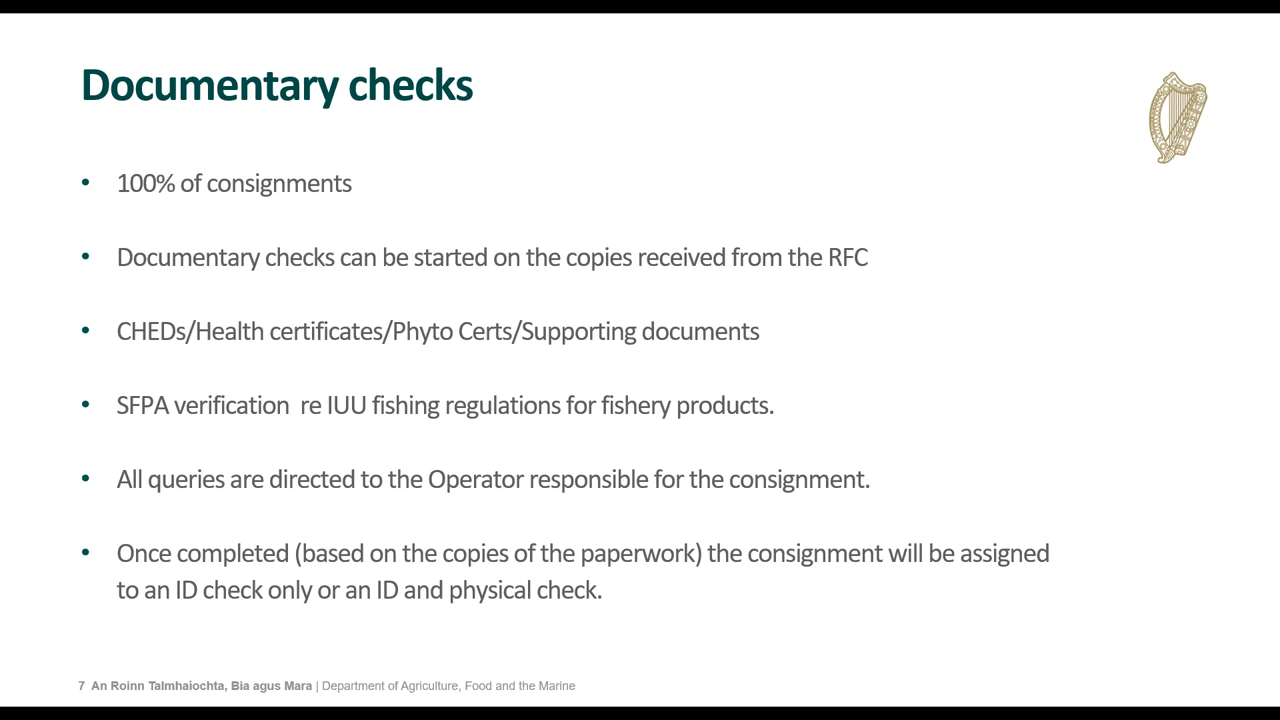 Documentary checks
• 100% of consignments
• Documentary checks can be started on the copies received from the RFC
• CHEDs/Health certificates/Phyto Certs/Supporting documents
• SFPA verification  re IUU fishing regulations for fishery products.
• All queries are directed to the Operator responsible for the consignment.
• Once completed (based on the copies of the paperwork) the consignment will be assigned
to an ID check only or an ID and physical check.
7 An Roinn Talmhaíochta, Bia agus Mara | Department of Agriculture, Food and the Marine